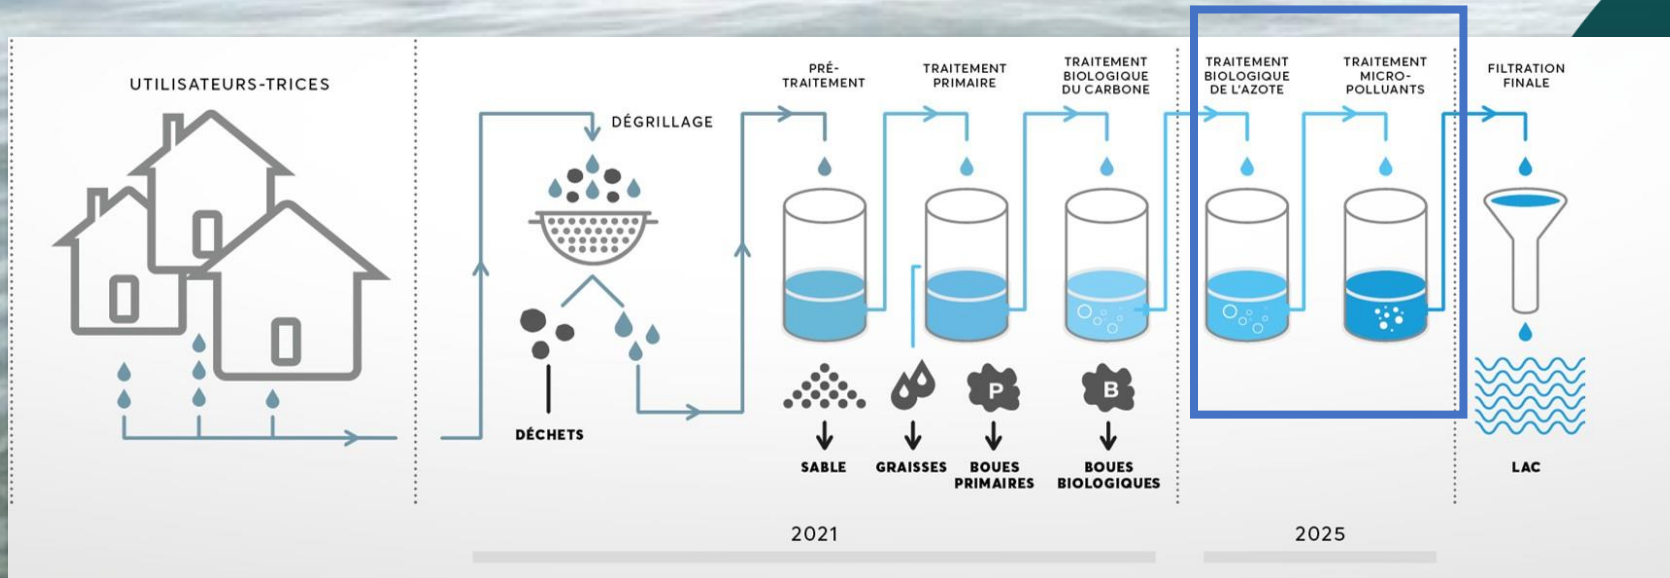 UTILISATEURS-TRICES
DÉGRILLAGE
DÉCHETS
PRÉ-
TRAITEMENT
TRAITEMENT
PRIMAIRE
TRAITEMENT
BIOLOGIQUE
DU CARBONE
TRAITEMENT
BIOLOGIQUE
DE L'AZOTE
TRAITEMENT
MICRO-
POLLUANTS
FILTRATION
FINALE
P
B
SABLE
GRAISSES
BOUES
PRIMAIRES
BOUES
BIOLOGIQUES
LAC
2021
2025